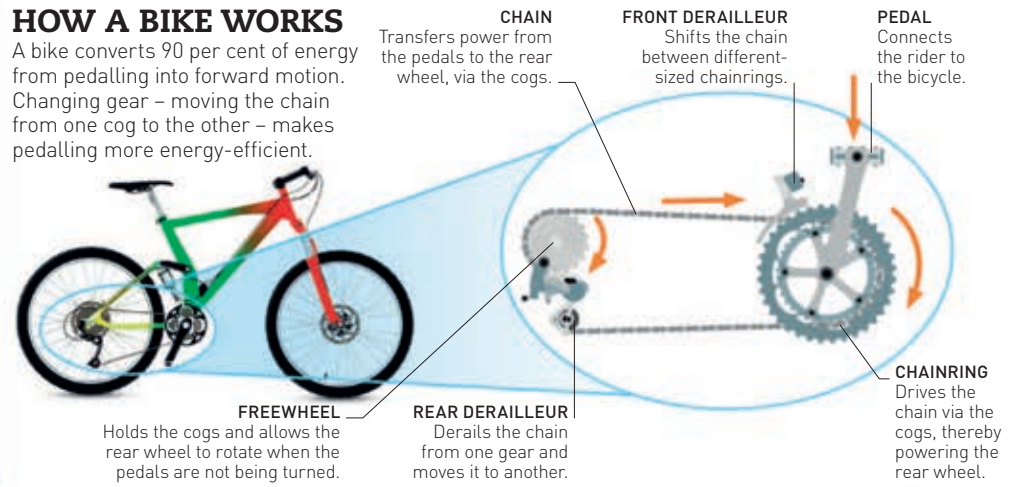 HOW A BIKE WORKS
A bike converts 90 per cent of energy
from pedalling into forward motion.
Changing gear – moving the chain
from one cog to the other – makes
pedalling more energy-efficient.
CHAIN
Transfers power from
the pedals to the rear
wheel, via the cogs.
FRONT DERAILLEUR
Shifts the chain
between different-
sized chainrings.
PEDAL
Connects
the rider to
the bicycle.
FREEWHEEL
Holds the cogs and allows the
rear wheel to rotate when the
pedals are not being turned.
REAR DERAILLEUR
Derails the chain
from one gear and
moves it to another.
CHAINRING
Drives the
chain via the
cogs, thereby
powering the
rear wheel.